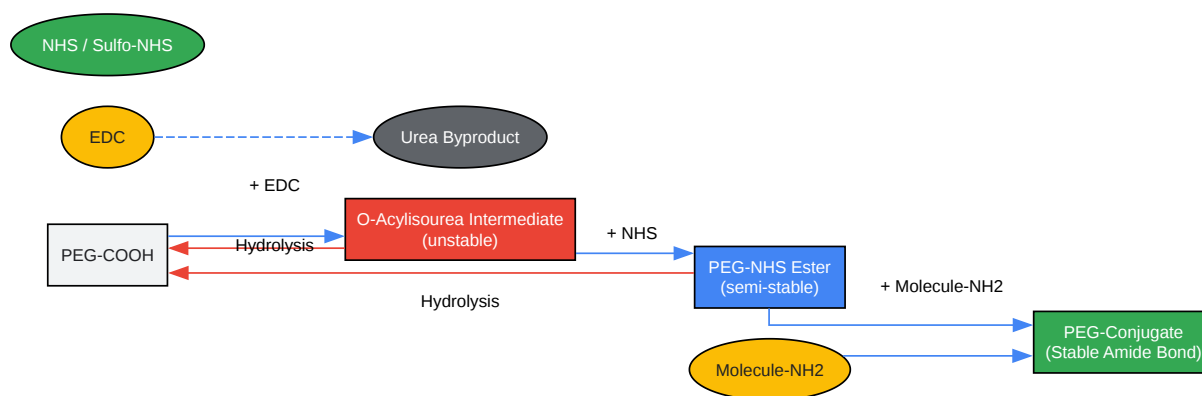 NHS / Sulfo-NHS
EDC
Urea Byproduct
+ EDC
O-Acylisourea Intermediate
(unstable)
PEG-COOH
Hydrolysis
+ NHS
PEG-NHS Ester
(semi-stable)
Hydrolysis
+ Molecule-NH2
PEG-Conjugate
(Stable Amide Bond)
Molecule-NH2